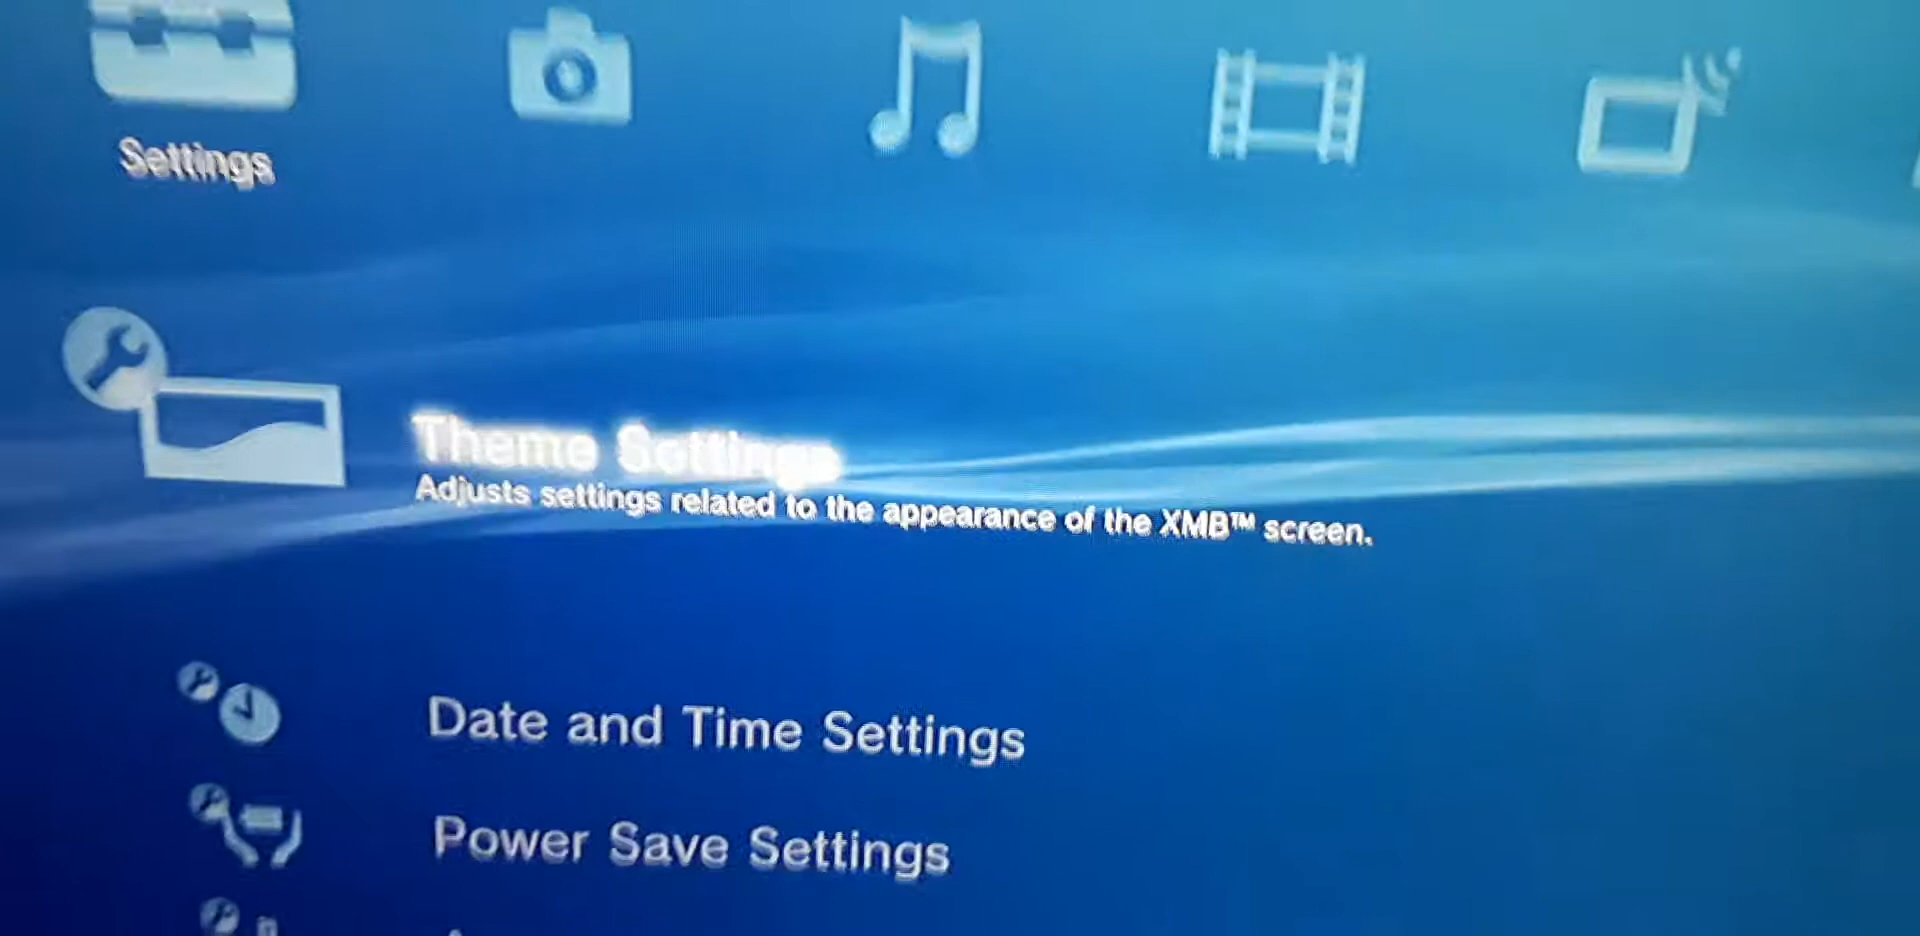 Settings
Theme Settings
Adjusts settings related to the appearance of the XMB™ screen.
Date and Time Settings
Power Save Settings